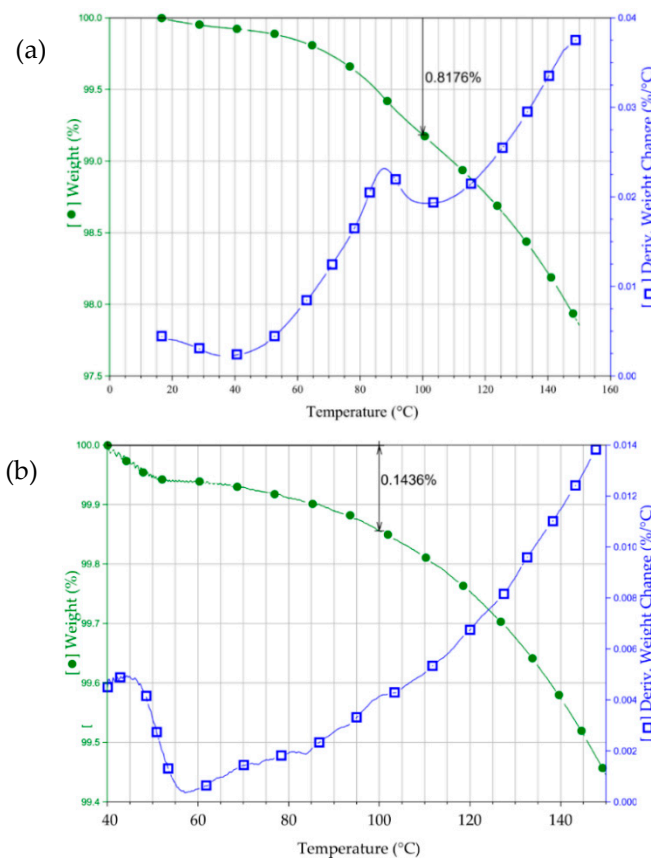 (a)
100.0
99.5
99.0
98.5
98.0
97.5
[ ● ] Weight (%)
0.8176%
0.04
0.03
0.02
0.01
0.00
[ □ ] Deriv. Weight Change (%/°C)
0 20 40 60 80 100 120 140 160
Temperature (°C)
(b)
100.0
99.9
99.8
99.7
99.6
99.5
99.4
[ ● ] Weight (%)
0.1436%
0.014
0.012
0.010
0.008
0.006
0.004
0.002
0.000
[ □ ] Deriv. Weight Change (%/°C)
40 60 80 100 120 140
Temperature (°C)